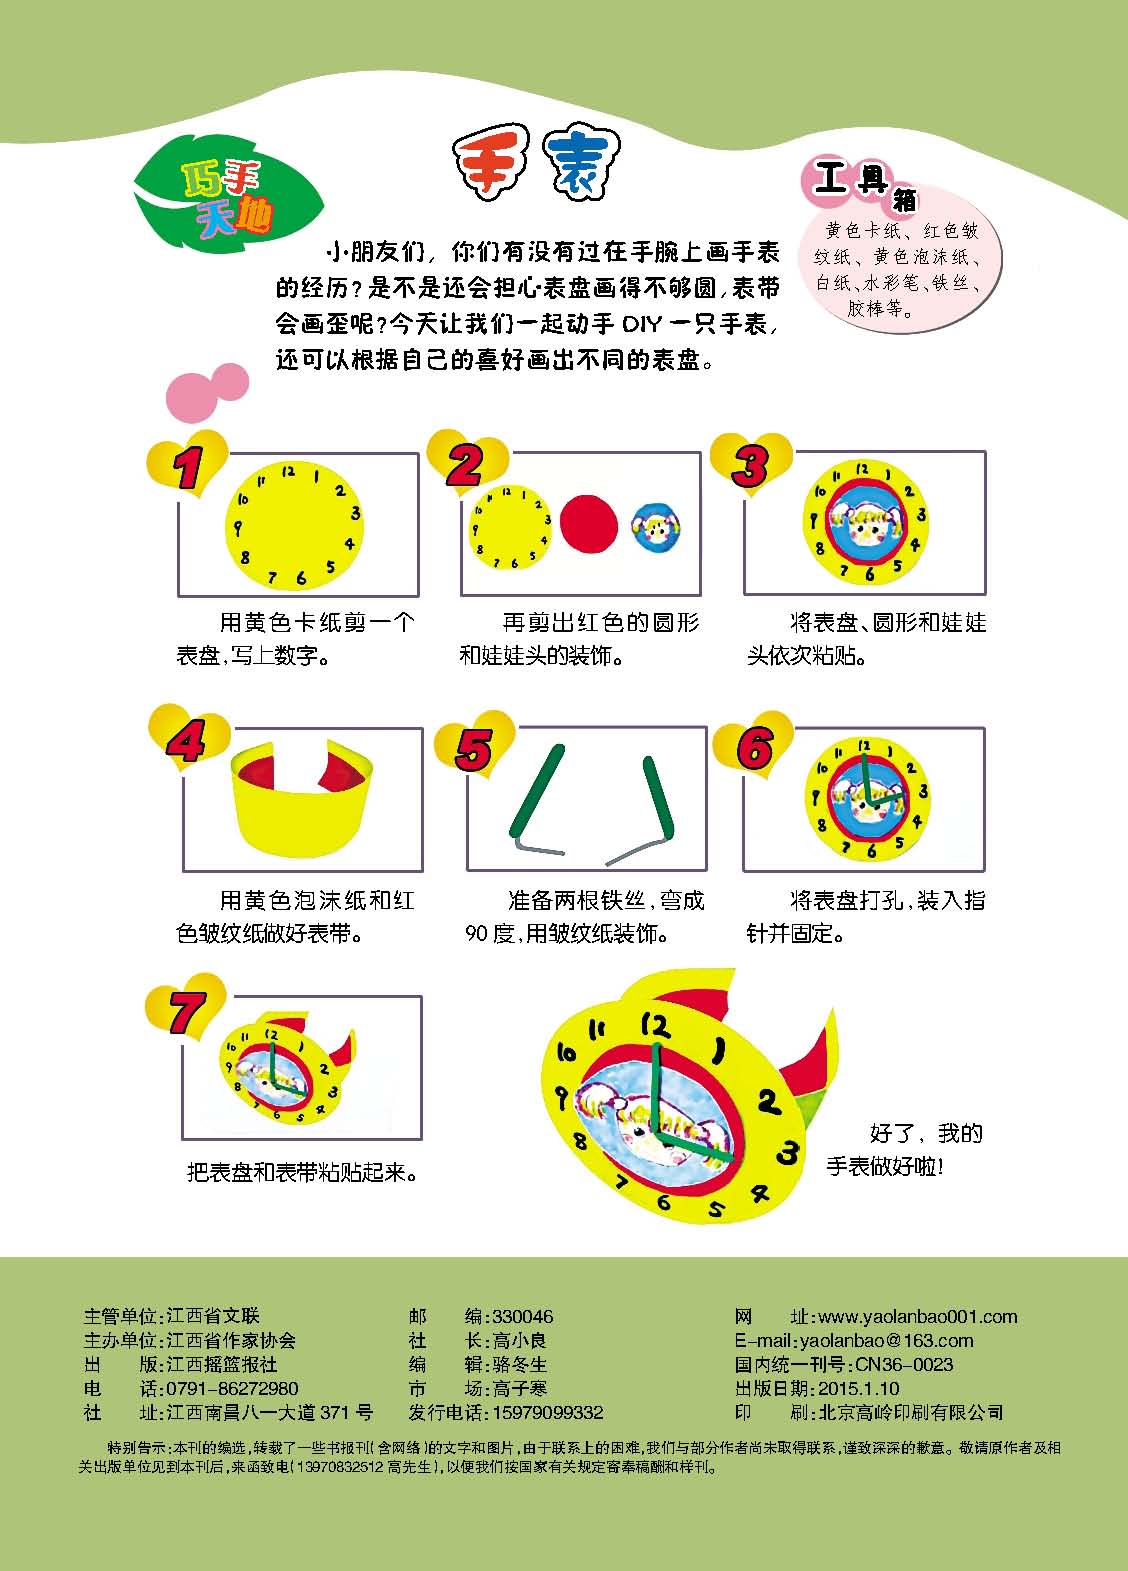 巧手
天地
手表
工具
箱
黄色卡纸、红色皱
纹纸、黄色泡沫纸、
白纸、水彩笔、铁丝、
胶棒等。
小朋友们，你们有没有过在手腕上画手表
的经历?是不是还会担心表盘画得不够圆,表带
会画歪呢?今天让我们一起动手 DIY 一只手表,
还可以根据自己的喜好画出不同的表盘。
1
12 1 2 3 4 5 6 7 8 9 10 11
用黄色卡纸剪一个
表盘,写上数字。
2
12 1 2 3 4 5 6 7 8 9 10 11
再剪出红色的圆形
和娃娃头的装饰。
3
12 1 2 3 4 5 6 7 8 9 10 11
将表盘、圆形和娃娃
头依次粘贴。
4
用黄色泡沫纸和红
色皱纹纸做好表带。
5
准备两根铁丝,弯成
90 度,用皱纹纸装饰。
6
12 1 2 3 4 5 6 7 8 9 10 11
将表盘打孔,装入指
针并固定。
7
12 1 2 3 4 5 6 7 8 9 10 11
把表盘和表带粘贴起来。
12 1 2 3 4 5 6 7 8 9 10 11
好了，我的
手表做好啦!
主管单位:江西省文联
主办单位:江西省作家协会
出 版:江西摇篮报社
电 话:0791-86272980
社 址:江西南昌八一大道 371 号
邮 编:330046
社 长:高小良
编 辑:骆冬生
市 场:高子寒
发行电话:15979099332
网 址:www.yaolanbao001.com
E-mail:yaolanbao@163.com
国内统一刊号:CN36-0023
出版日期:2015.1.10
印 刷:北京高岭印刷有限公司
特别告示:本刊的编选,转载了一些书报刊(含网络)的文字和图片,由于联系上的困难,我们与部分作者尚未取得联系,谨致深深的歉意。敬请原作者及相
关出版单位见到本刊后,来函致电(13970832512 高先生),以便我们按国家有关规定寄奉稿酬和样刊。